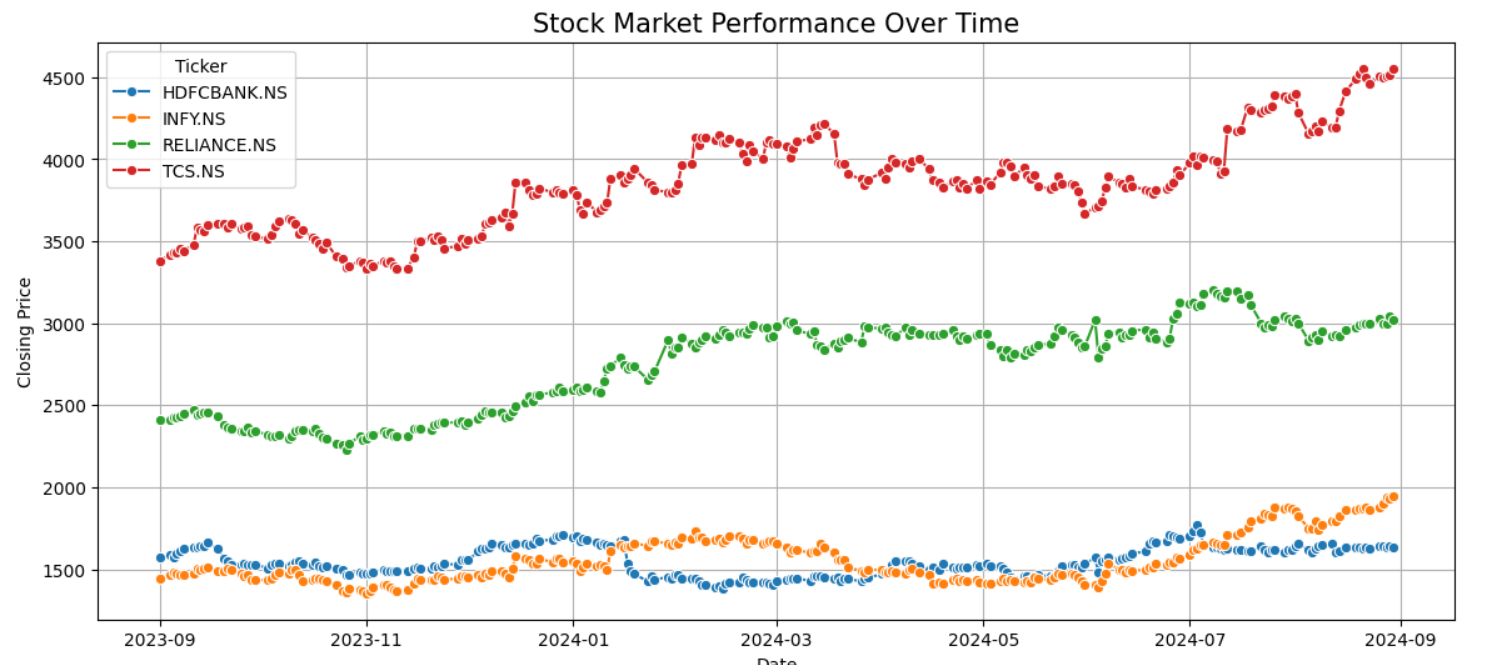 Stock Market Performance Over Time
Ticker
HDFCBANK.NS
INFY.NS
RELIANCE.NS
TCS.NS
Closing Price
4500
4000
3500
3000
2500
2000
1500
2023-09 2023-11 2024-01 2024-03 2024-05 2024-07 2024-09
Date